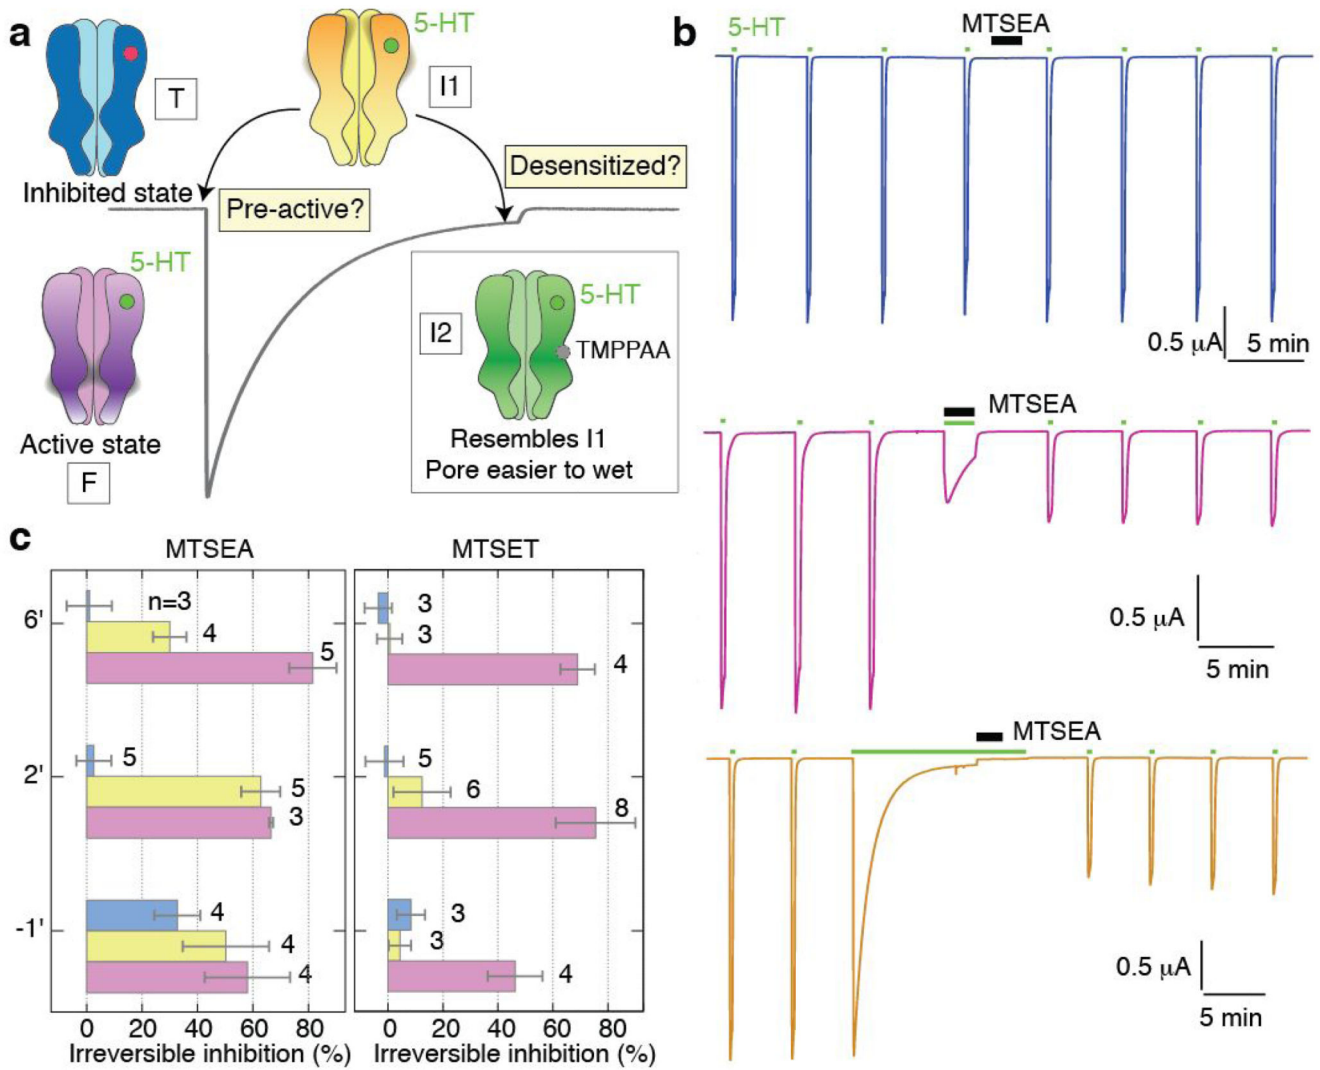 a
T
Inhibited state
5-HT
I1
Pre-active?
Desensitized?
5-HT
Active state
F
I2
5-HT
TMPPAA
Resembles I1
Pore easier to wet
b
5-HT
MTSEA
0.5 µA
5 min
MTSEA
0.5 µA
5 min
MTSEA
0.5 µA
5 min
c
MTSEA
MTSET
6'
n=3
4
5
3
3
4
2'
5
5
3
5
6
8
-1'
4
4
4
3
3
4
0 20 40 60 80
0 20 40 60 80
Irreversible inhibition (%)
Irreversible inhibition (%)